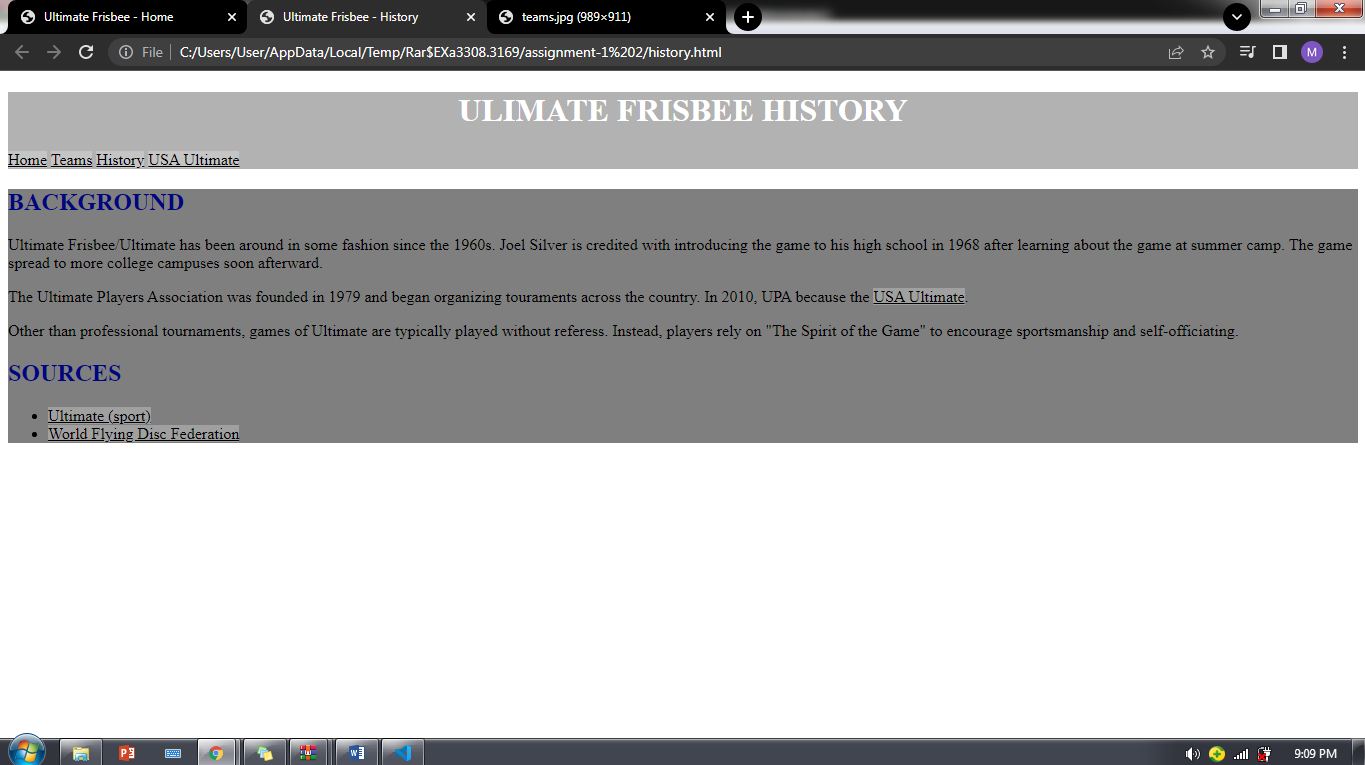 Ultimate Frisbee - Home
Ultimate Frisbee - History
teams.jpg (989×911)
File
C:/Users/User/AppData/Local/Temp/Rar$EXa3308.3169/assignment-1%202/history.html
M
ULIMATE FRISBEE HISTORY
Home Teams History USA Ultimate
BACKGROUND
Ultimate Frisbee/Ultimate has been around in some fashion since the 1960s. Joel Silver is credited with introducing the game to his high school in 1968 after learning about the game at summer camp. The game
spread to more college campuses soon afterward.
The Ultimate Players Association was founded in 1979 and began organizing touraments across the country. In 2010, UPA because the USA Ultimate.
Other than professional tournaments, games of Ultimate are typically played without referess. Instead, players rely on "The Spirit of the Game" to encourage sportsmanship and self-officiating.
SOURCES
Ultimate (sport)
World Flying Disc Federation
9:09 PM